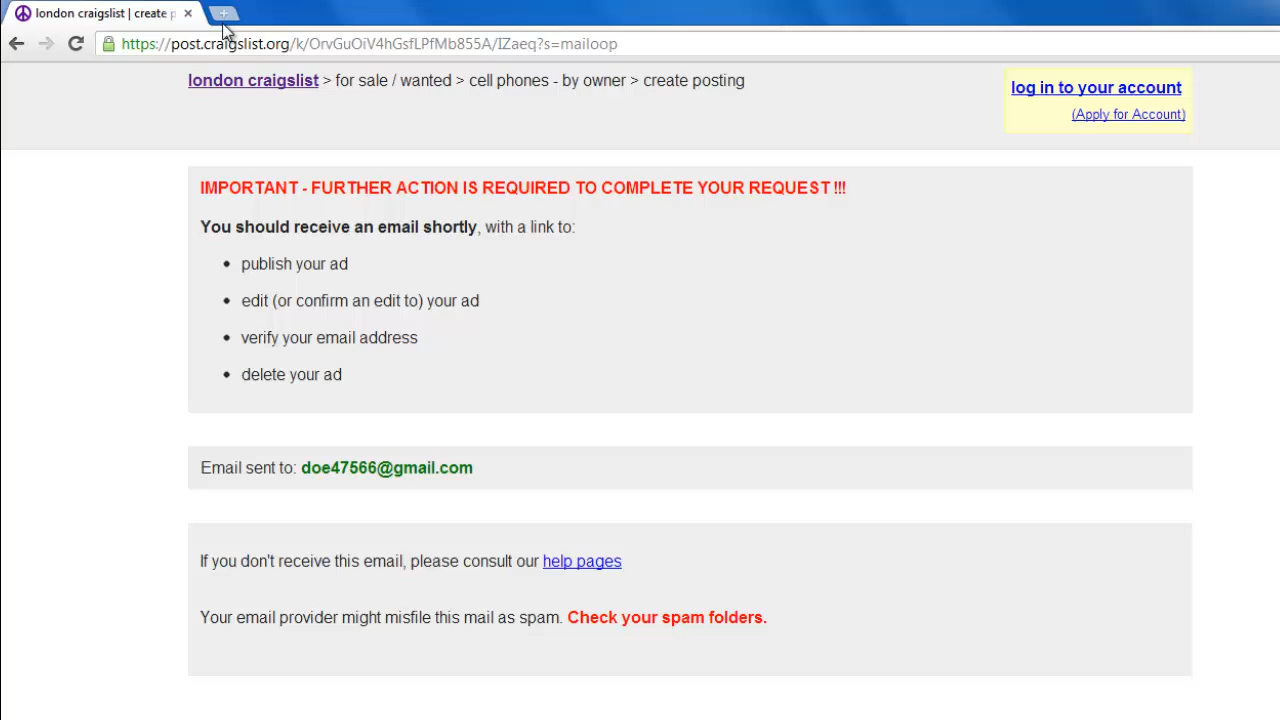 london craigslist | create p
https://post.craigslist.org/k/OrvGuOiV4hGsfLPfMb855A/IZaeq?s=mailoop
london craigslist > for sale / wanted > cell phones - by owner > create posting
log in to your account
(Apply for Account)
IMPORTANT - FURTHER ACTION IS REQUIRED TO COMPLETE YOUR REQUEST !!!
You should receive an email shortly, with a link to:
publish your ad
edit (or confirm an edit to) your ad
verify your email address
delete your ad
Email sent to: doe47566@gmail.com
If you don't receive this email, please consult our help pages
Your email provider might misfile this mail as spam. Check your spam folders.